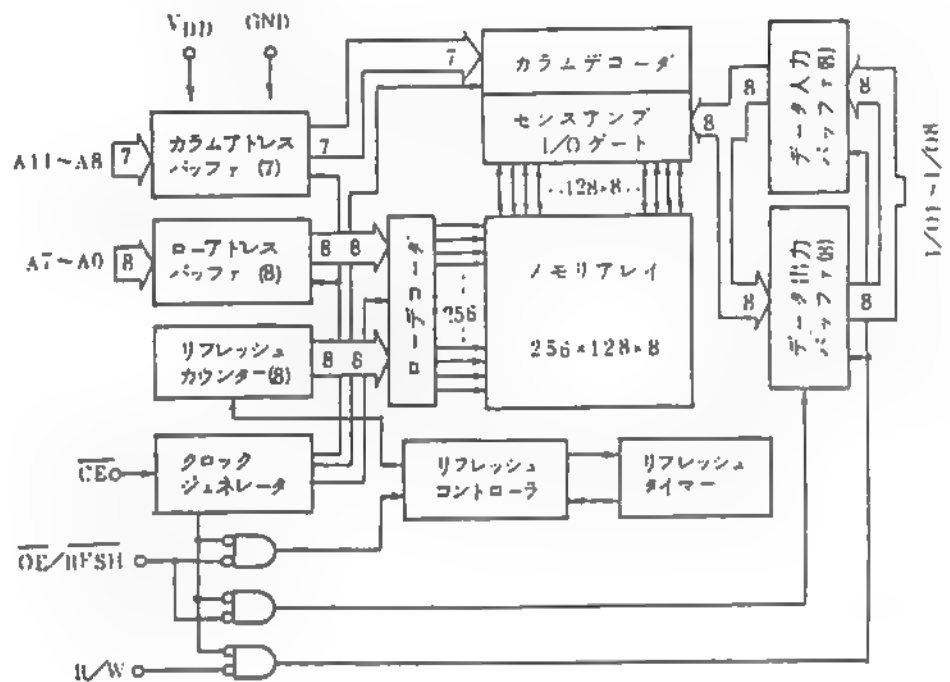 VDD
GND
A11~A8
7
カラムアドレス
バッファ (7)
7
7
カラムデコーダ
センスアンプ
I/Oゲート
8
8
データ入力
バッファ(8)
8
I/O1~I/O8
··128×8··
A7~A0
8
ローアドレス
バッファ (8)
8 8
ローデコーダ
256
メモリアレイ
256×128×8
8
データ出力
バッファ(8)
8
リフレッシュ
カウンター(8)
8 8
CE
クロック
ジェネレータ
リフレッシュ
コントローラ
リフレッシュ
タイマー
OE/RFSH
R/W